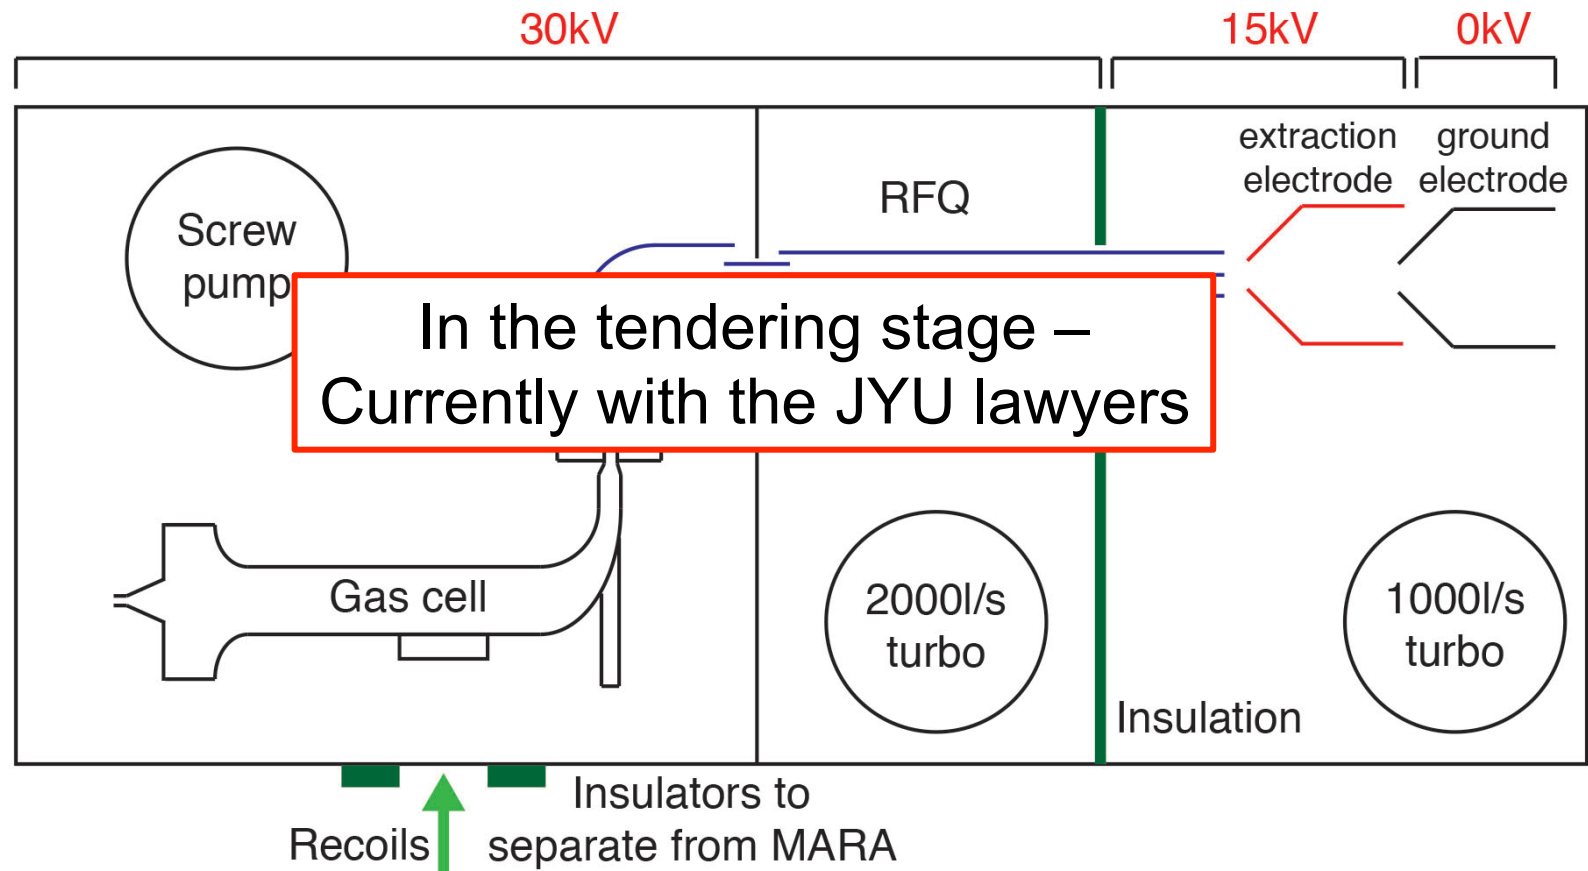 30kV
15kV
0kV
extraction
electrode
ground
electrode
RFQ
Screw
pump
In the tendering stage –
Currently with the JYU lawyers
Gas cell
2000l/s
turbo
1000l/s
turbo
Insulation
Insulators to
separate from MARA
Recoils